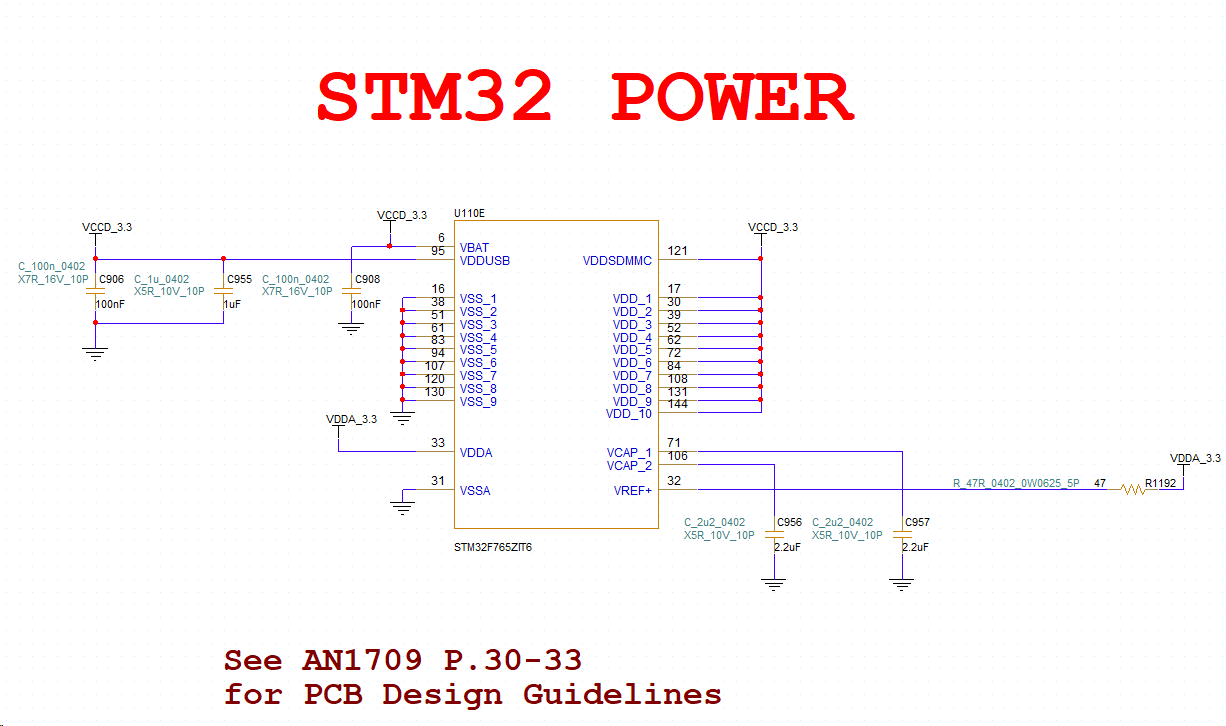 STM32 POWER
VCCD_3.3
C_100n_0402
X7R_16V_10P
C906
100nF
C_1u_0402
X5R_10V_10P
C955
1uF
C_100n_0402
X7R_16V_10P
C908
100nF
VCCD_3.3
U110E
6 VBAT
95 VDDUSB
16 VSS_1
38 VSS_2
51 VSS_3
61 VSS_4
83 VSS_5
94 VSS_6
107 VSS_7
120 VSS_8
130 VSS_9
VDDA_3.3
33 VDDA
31 VSSA
STM32F765ZIT6
VCCD_3.3
VDDSDMMC 121
VDD_1 17
VDD_2 30
VDD_3 39
VDD_4 52
VDD_5 62
VDD_6 72
VDD_7 84
VDD_8 108
VDD_9 131
VDD_10 144
VCAP_1 71
VCAP_2 106
VREF+ 32
R_47R_0402_0W0625_5P 47 R1192
VDDA_3.3
C_2u2_0402
X5R_10V_10P
C956
2.2uF
C_2u2_0402
X5R_10V_10P
C957
2.2uF
See AN1709 P.30-33
for PCB Design Guidelines